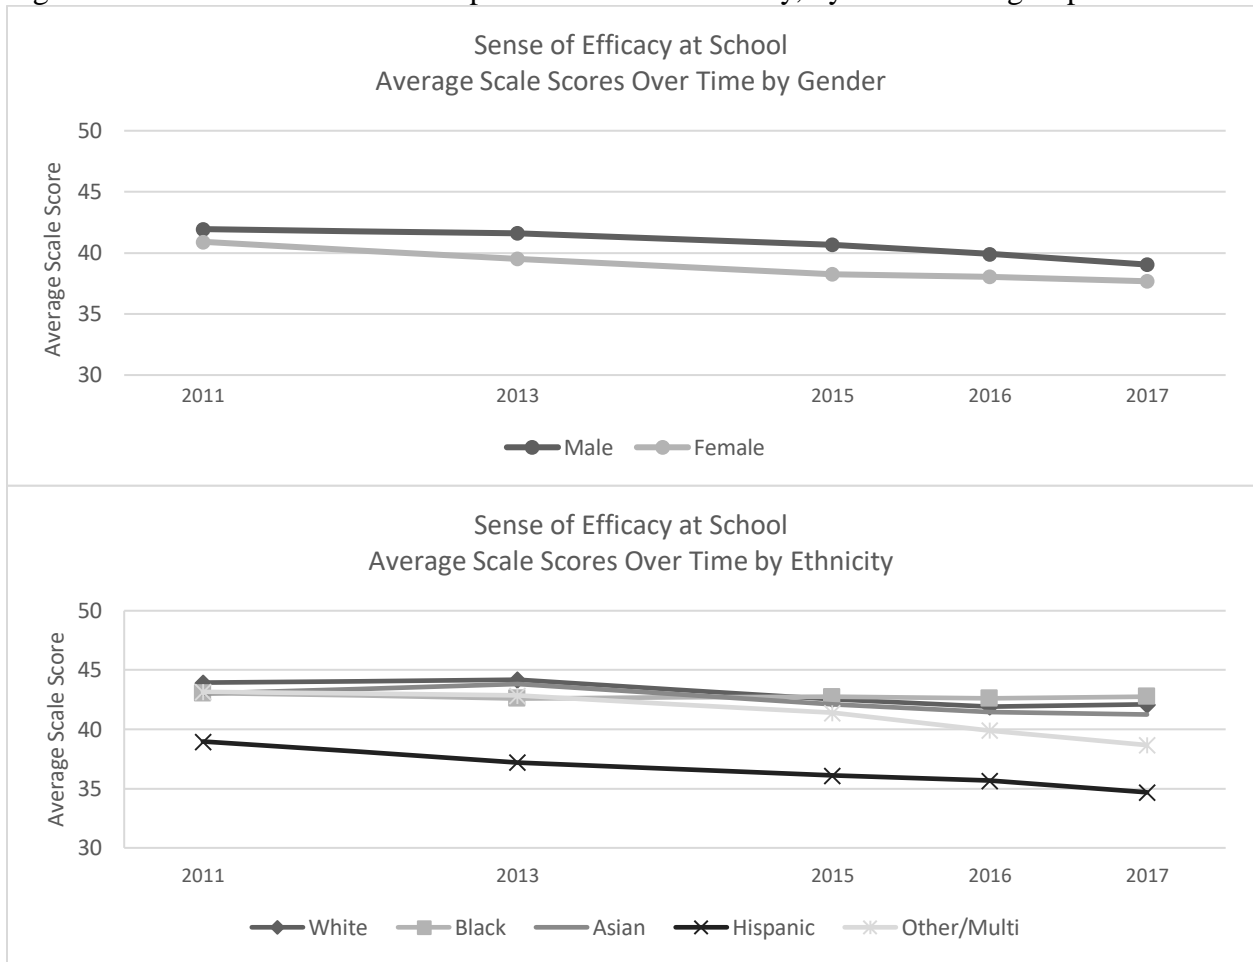 Sense of Efficacy at School
Average Scale Scores Over Time by Gender
Average Scale Score
50
45
40
35
30
2011 2013 2015 2016 2017
Male Female
Sense of Efficacy at School
Average Scale Scores Over Time by Ethnicity
Average Scale Score
50
45
40
35
30
2011 2013 2015 2016 2017
White Black Asian Hispanic Other/Multi